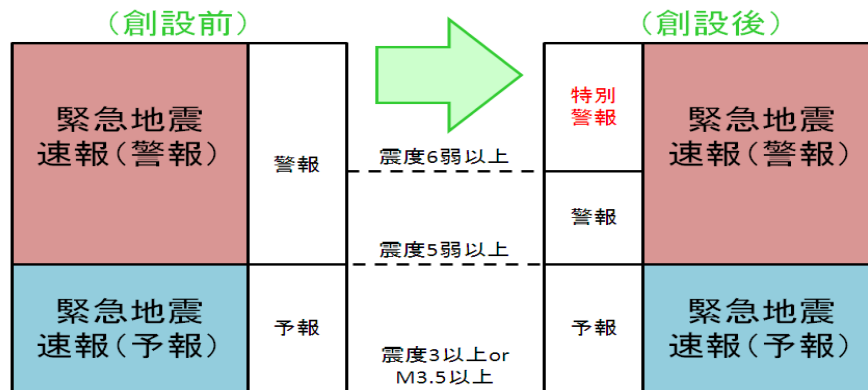 (創設前)
(創設後)
緊急地震
速報(警報)
警報
震度6弱以上
特別
警報
緊急地震
速報(警報)
警報
震度5弱以上
緊急地震
速報(予報)
予報
震度3以上or
M3.5以上
予報
緊急地震
速報(予報)